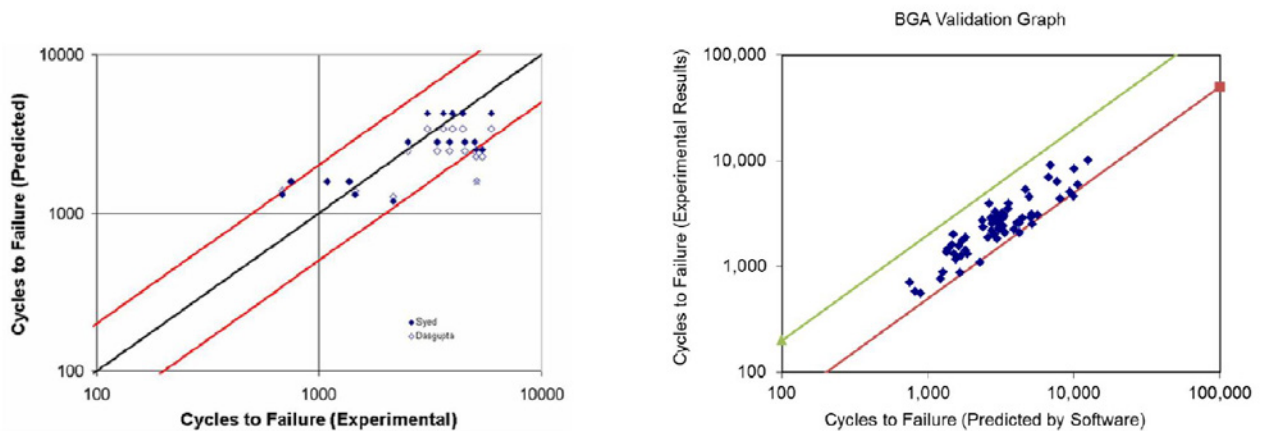 10000
1000
100
100
1000
10000
Cycles to Failure (Predicted)
Cycles to Failure (Experimental)
Syed
Dasgupta
BGA Validation Graph
100,000
10,000
1,000
100
100
1,000
10,000
100,000
Cycles to Failure (Experimental Results)
Cycles to Failure (Predicted by Software)